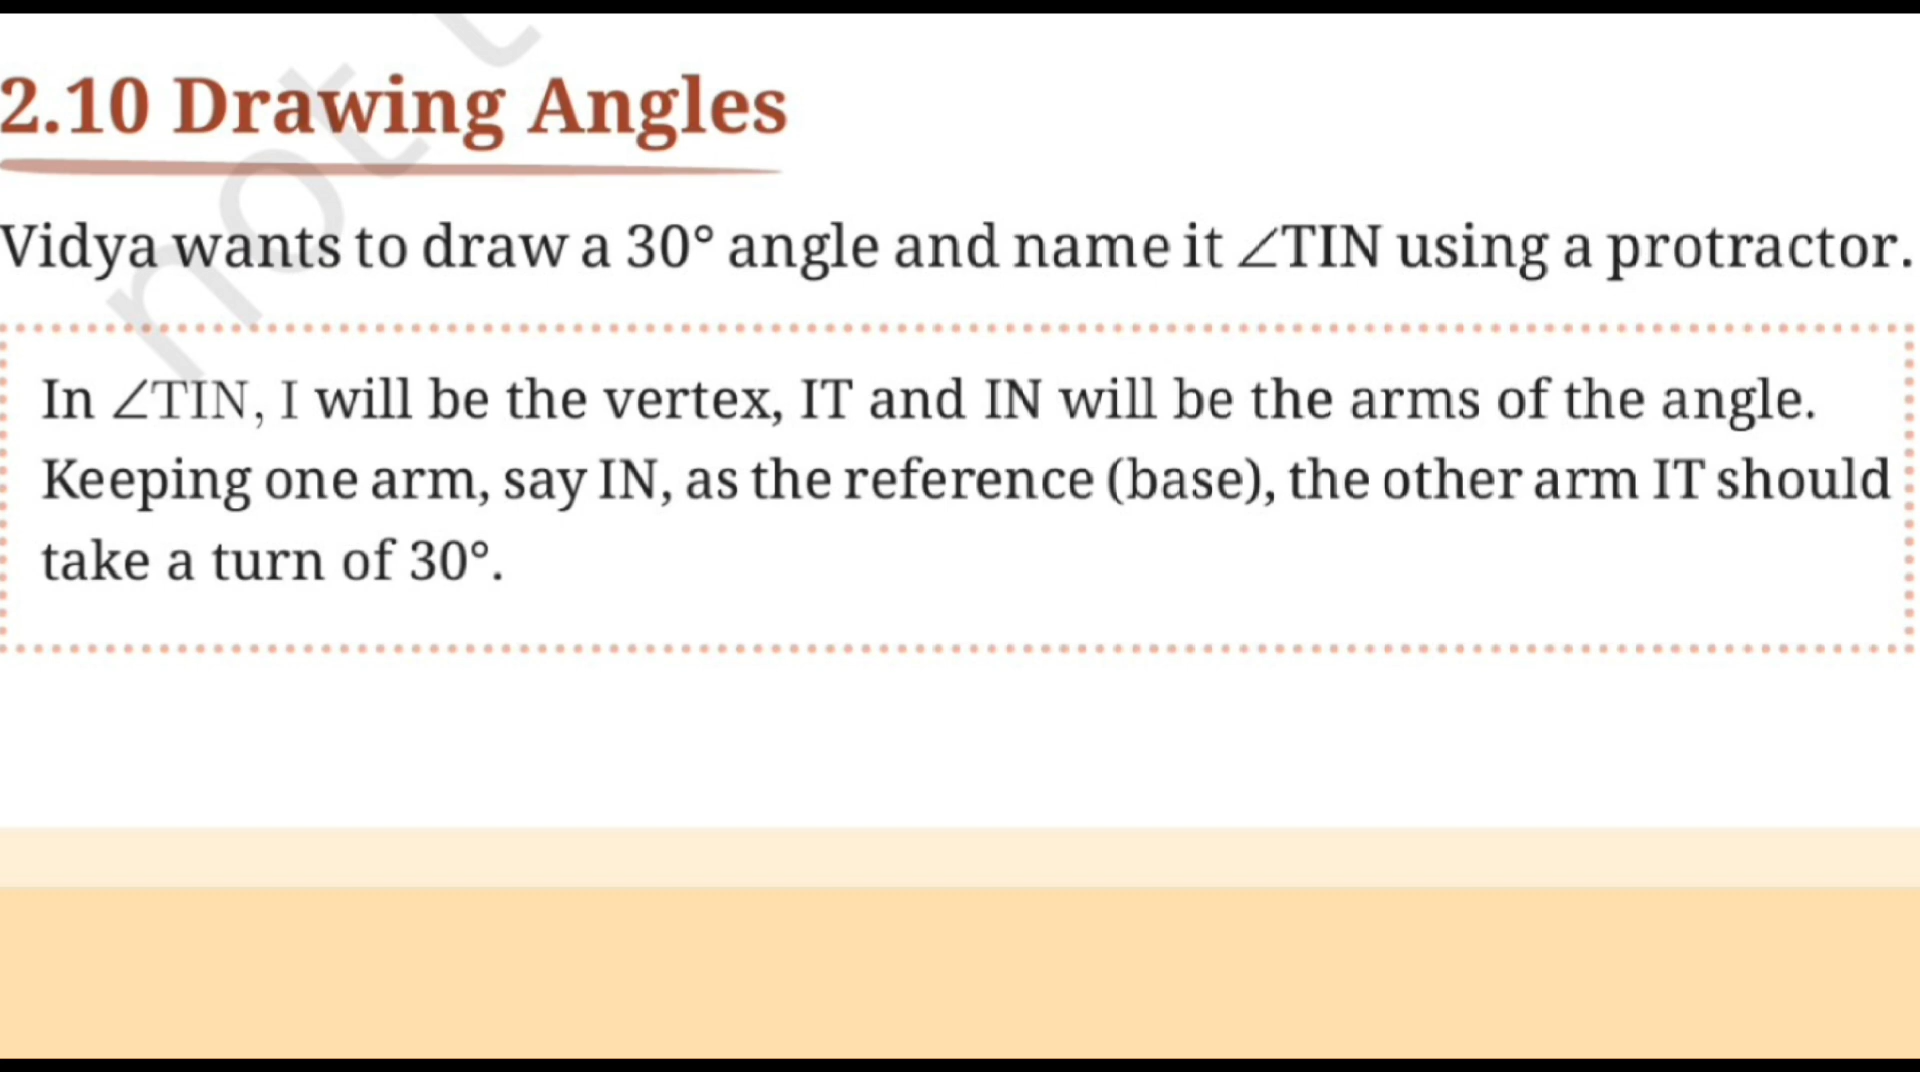 2.10 Drawing Angles
Vidya wants to draw a 30° angle and name it ∠TIN using a protractor.
In ∠TIN, I will be the vertex, IT and IN will be the arms of the angle.
Keeping one arm, say IN, as the reference (base), the other arm IT should
take a turn of 30°.
not t